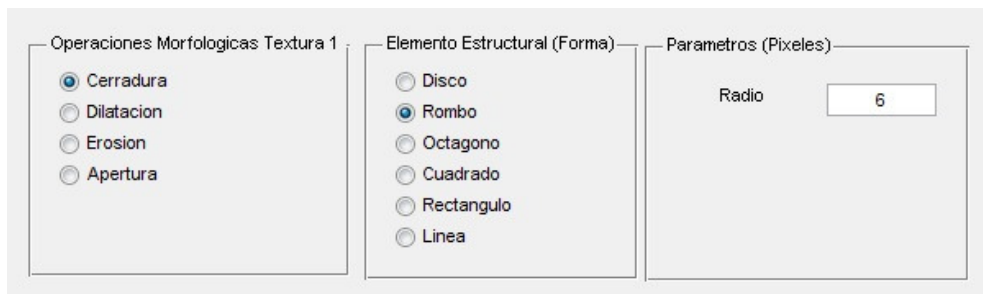 Operaciones Morfologicas Textura 1
Cerradura
Dilatacion
Erosion
Apertura
Elemento Estructural (Forma)
Disco
Rombo
Octagono
Cuadrado
Rectangulo
Linea
Parametros (Pixeles)
Radio 6